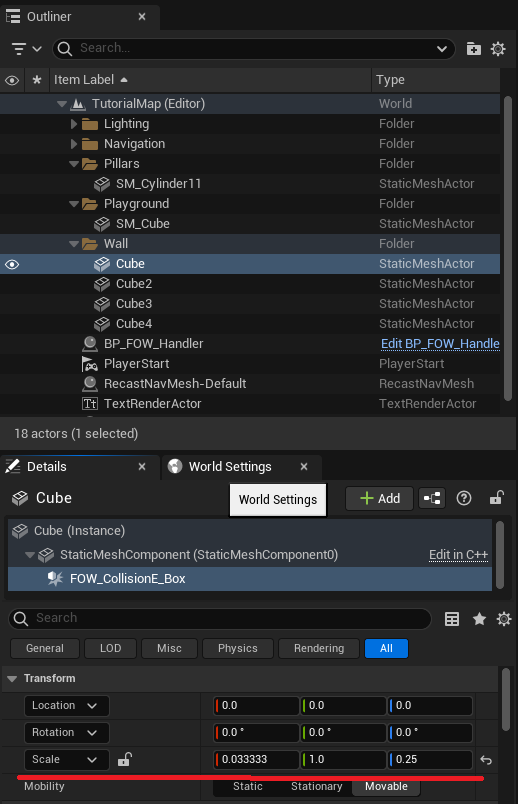 Outliner
Search...
Item Label Type
TutorialMap (Editor) World
Lighting Folder
Navigation Folder
Pillars Folder
SM_Cylinder11 StaticMeshActor
Playground Folder
SM_Cube StaticMeshActor
Wall Folder
Cube StaticMeshActor
Cube2 StaticMeshActor
Cube3 StaticMeshActor
Cube4 StaticMeshActor
BP_FOW_Handler Edit BP_FOW_Handle
PlayerStart PlayerStart
RecastNavMesh-Default RecastNavMesh
TextRenderActor TextRenderActor
18 actors (1 selected)
Details World Settings
Cube World Settings Add
Cube (Instance)
StaticMeshComponent (StaticMeshComponent0) Edit in C++
FOW_CollisionE_Box
Search
General LOD Misc Physics Rendering All
Transform
Location 0.0 0.0 0.0
Rotation 0.0 ° 0.0 ° 0.0 °
Scale 0.033333 1.0 0.25
Mobility Static Stationary Movable